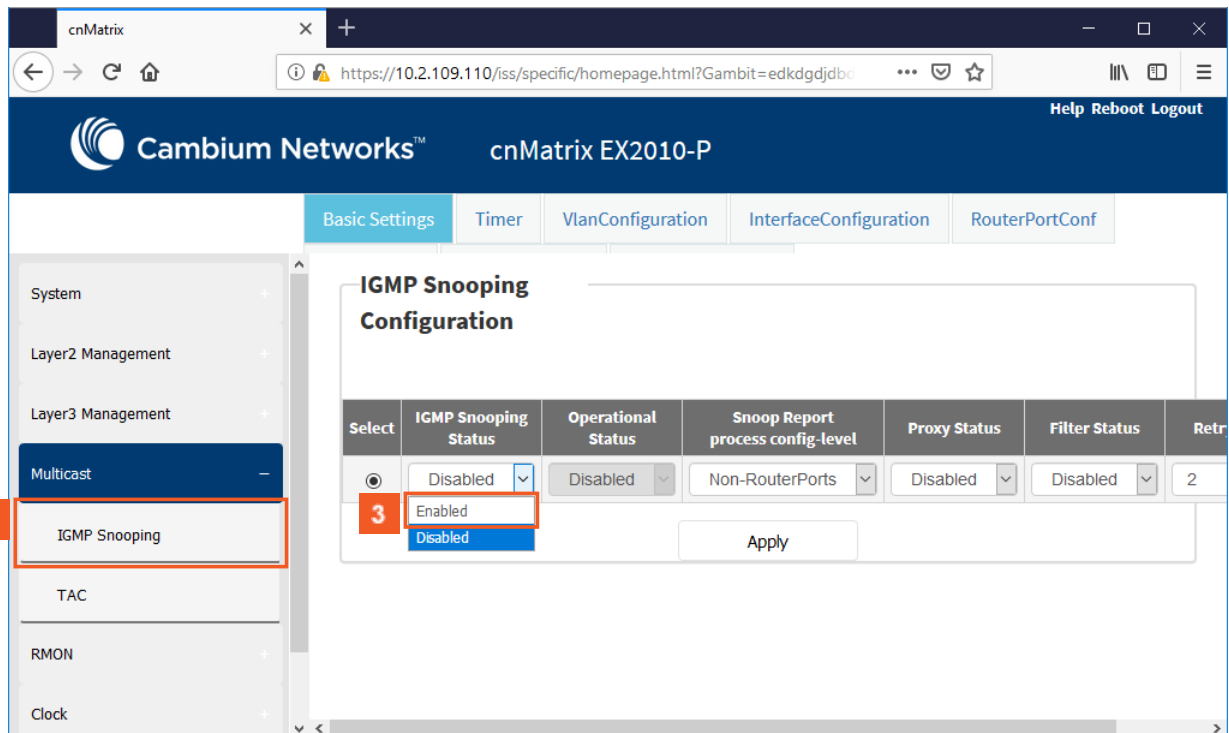 cnMatrix
https://10.2.109.110/iss/specific/homepage.html?Gambit=edkdgdjdbo
Help Reboot Logout
Cambium Networks™
cnMatrix EX2010-P
Basic Settings Timer VlanConfiguration InterfaceConfiguration RouterPortConf
System
Layer2 Management
Layer3 Management
Multicast
IGMP Snooping
TAC
RMON
Clock
IGMP Snooping
Configuration
Select IGMP Snooping Status Operational Status Snoop Report process config-level Proxy Status Filter Status Retry
Disabled Disabled Non-RouterPorts Disabled Disabled 2
3 Enabled
Disabled
Apply